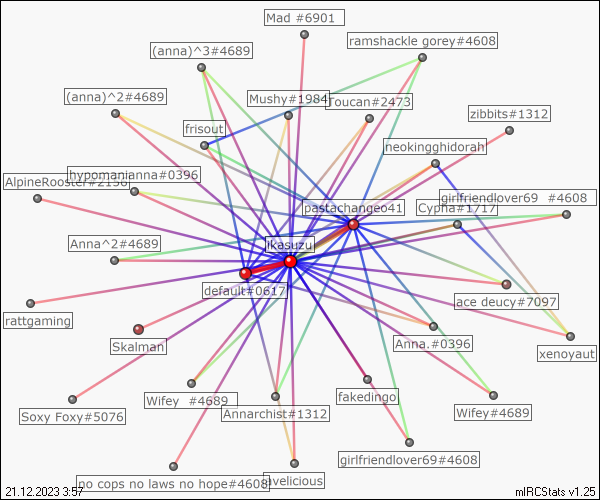 Mad #6901
ramshackle gorey#4608
(anna)^3#4689
(anna)^2#4689
Mushy#1984
Toucan#2473
zibbits#1312
frisout
neokingghidorah
hypomanianna#0396
AlpineRooster#2156
girlfriendlover69 #4608
pastachangeo41
Cypha#1717
Anna^2#4689
ikasuzu
default#0617
ace deucy#7097
rattgaming
Skalman
Anna.#0396
xenoyaut
fakedingo
Wifey #4689
Annarchist#1312
Wifey#4689
Soxy Foxy#5076
girlfriendlover69#4608
no cops no laws no hope#4608
21.12.2023 3:57
mIRCStats v1.25